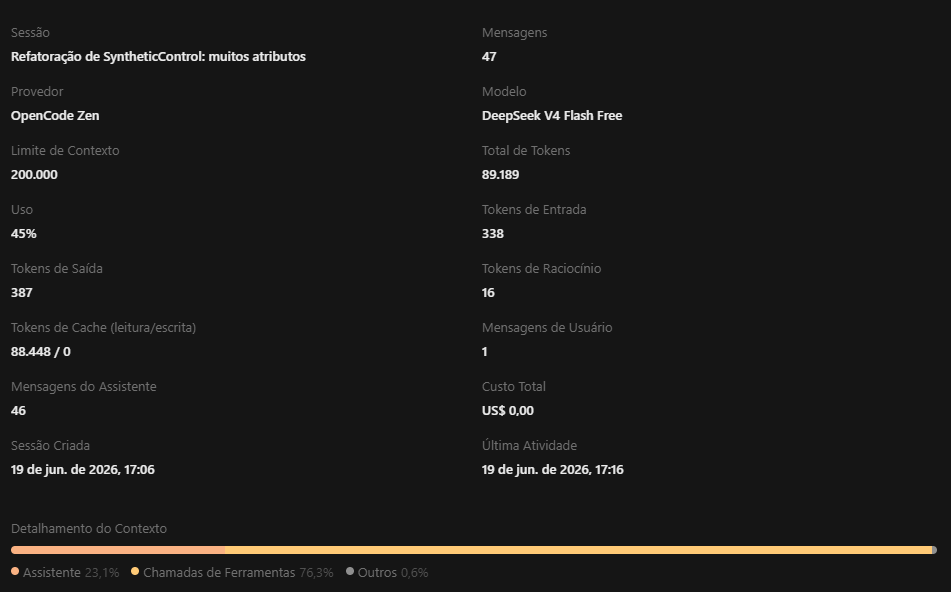 Sessão
Refatoração de SyntheticControl: muitos atributos
Mensagens
47
Provedor
OpenCode Zen
Modelo
DeepSeek V4 Flash Free
Limite de Contexto
200.000
Total de Tokens
89.189
Uso
45%
Tokens de Entrada
338
Tokens de Saída
387
Tokens de Raciocínio
16
Tokens de Cache (leitura/escrita)
88.448 / 0
Mensagens de Usuário
1
Mensagens do Assistente
46
Custo Total
US$ 0,00
Sessão Criada
19 de jun. de 2026, 17:06
Última Atividade
19 de jun. de 2026, 17:16
Detalhamento do Contexto
Assistente 23,1% Chamadas de Ferramentas 76,3% Outros 0,6%